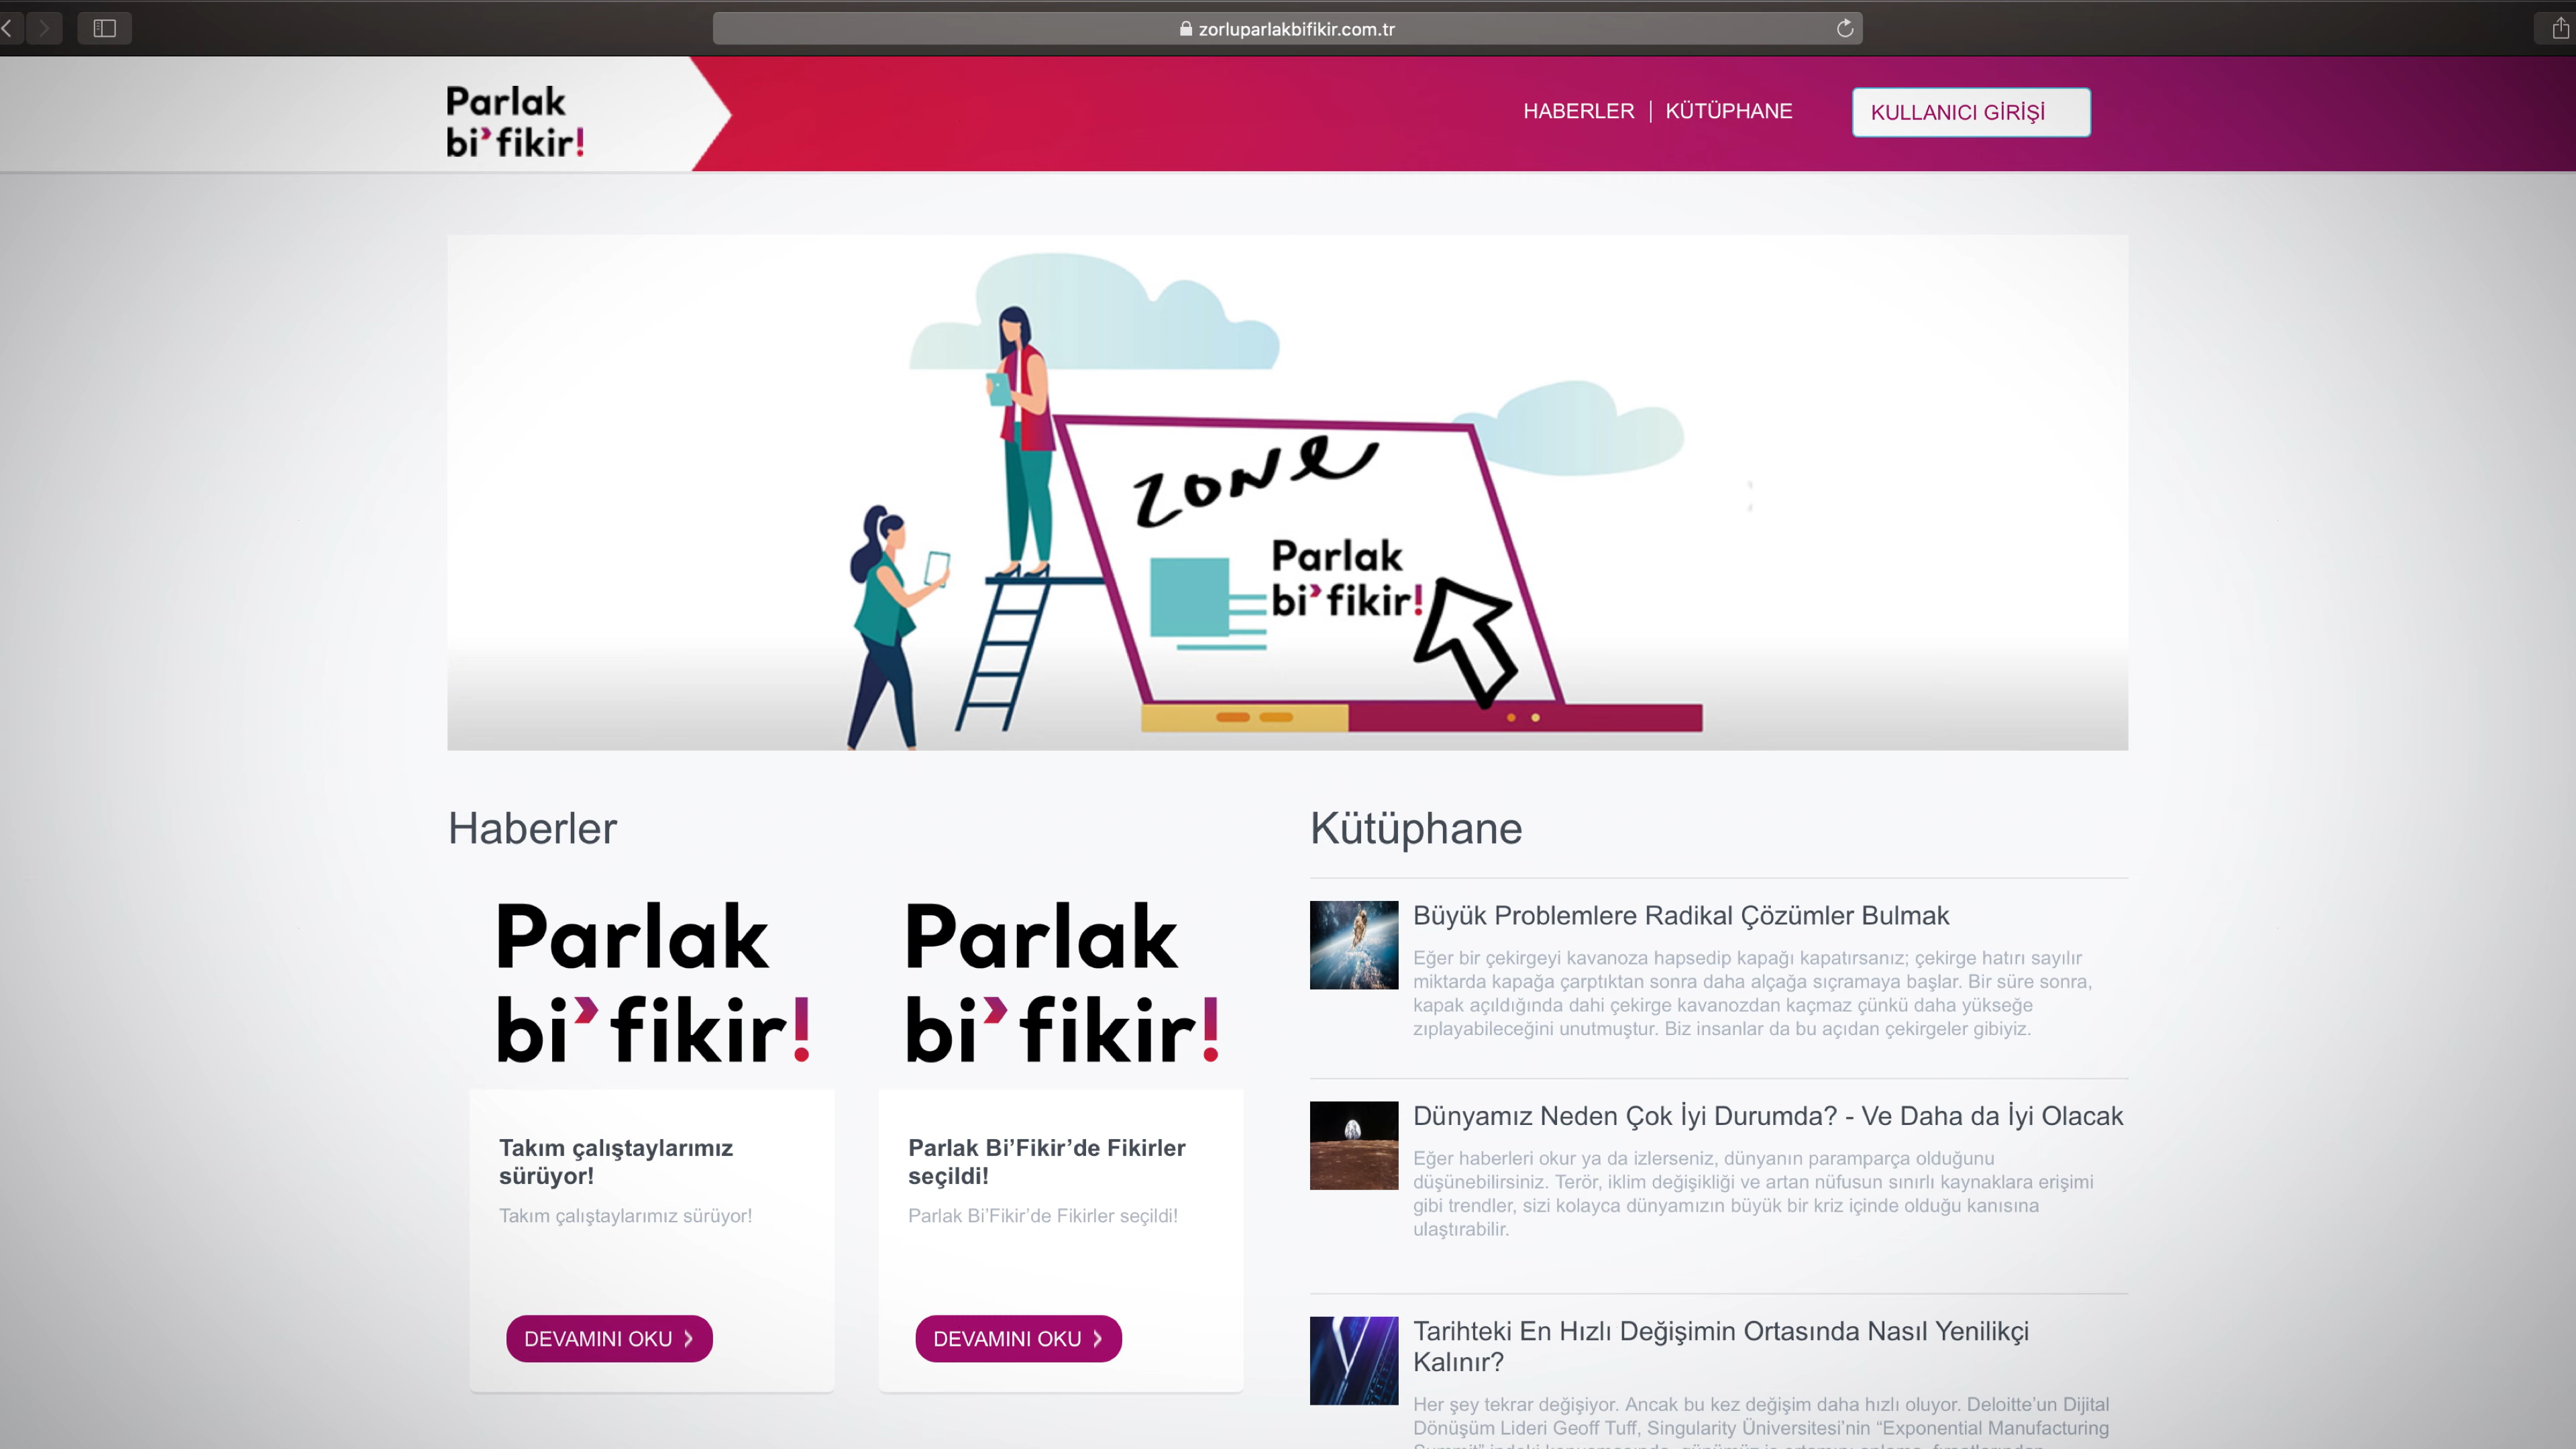 zorluparlakbifikir.com.tr
Parlak
bi’fikir!
HABERLER | KÜTÜPHANE
KULLANICI GİRİŞİ
zone
Parlak
bi’fikir!
Haberler
Parlak
bi’fikir!
Takım çalıştaylarımız
sürüyor!
Takım çalıştaylarımız sürüyor!
DEVAMINI OKU
Parlak
bi’fikir!
Parlak Bi’Fikir’de Fikirler
seçildi!
Parlak Bi’Fikir’de Fikirler seçildi!
DEVAMINI OKU
Kütüphane
Büyük Problemlere Radikal Çözümler Bulmak
Eğer bir çekirgeyi kavanoza hapsedip kapağı kapatırsanız; çekirge hatırı sayılır
miktarda kapağa çarptıktan sonra daha alçağa sıçramaya başlar. Bir süre sonra,
kapak açıldığında dahi çekirge kavanozdan kaçmaz çünkü daha yükseğe
zıplayabileceğini unutmuştur. Biz insanlar da bu açıdan çekirgeler gibiyiz.
Dünyamız Neden Çok İyi Durumda? - Ve Daha da İyi Olacak
Eğer haberleri okur ya da izlerseniz, dünyanın paramparça olduğunu
düşünebilirsiniz. Terör, iklim değişikliği ve artan nüfusun sınırlı kaynaklara erişimi
gibi trendler, sizi kolayca dünyamızın büyük bir kriz içinde olduğu kanısına
ulaştırabilir.
Tarihteki En Hızlı Değişimin Ortasında Nasıl Yenilikçi
Kalınır?
Her şey tekrar değişiyor. Ancak bu kez değişim daha hızlı oluyor. Deloitte’un Dijital
Dönüşüm Lideri Geoff Tuff, Singularity Üniversitesi’nin “Exponential Manufacturing